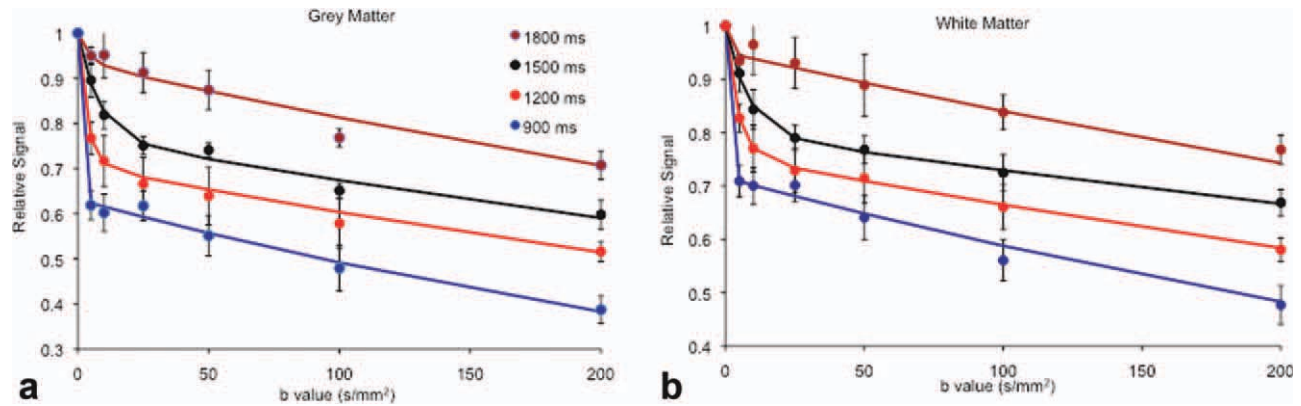 Grey Matter
1
0.9
0.8
0.7
0.6
0.5
0.4
0.3
Relative Signal
1800 ms
1500 ms
1200 ms
900 ms
0 50 100 150 200
b value (s/mm²)
a
White Matter
1
0.9
0.8
0.7
0.6
0.5
0.4
Relative Signal
0 50 100 150 200
b value (s/mm²)
b